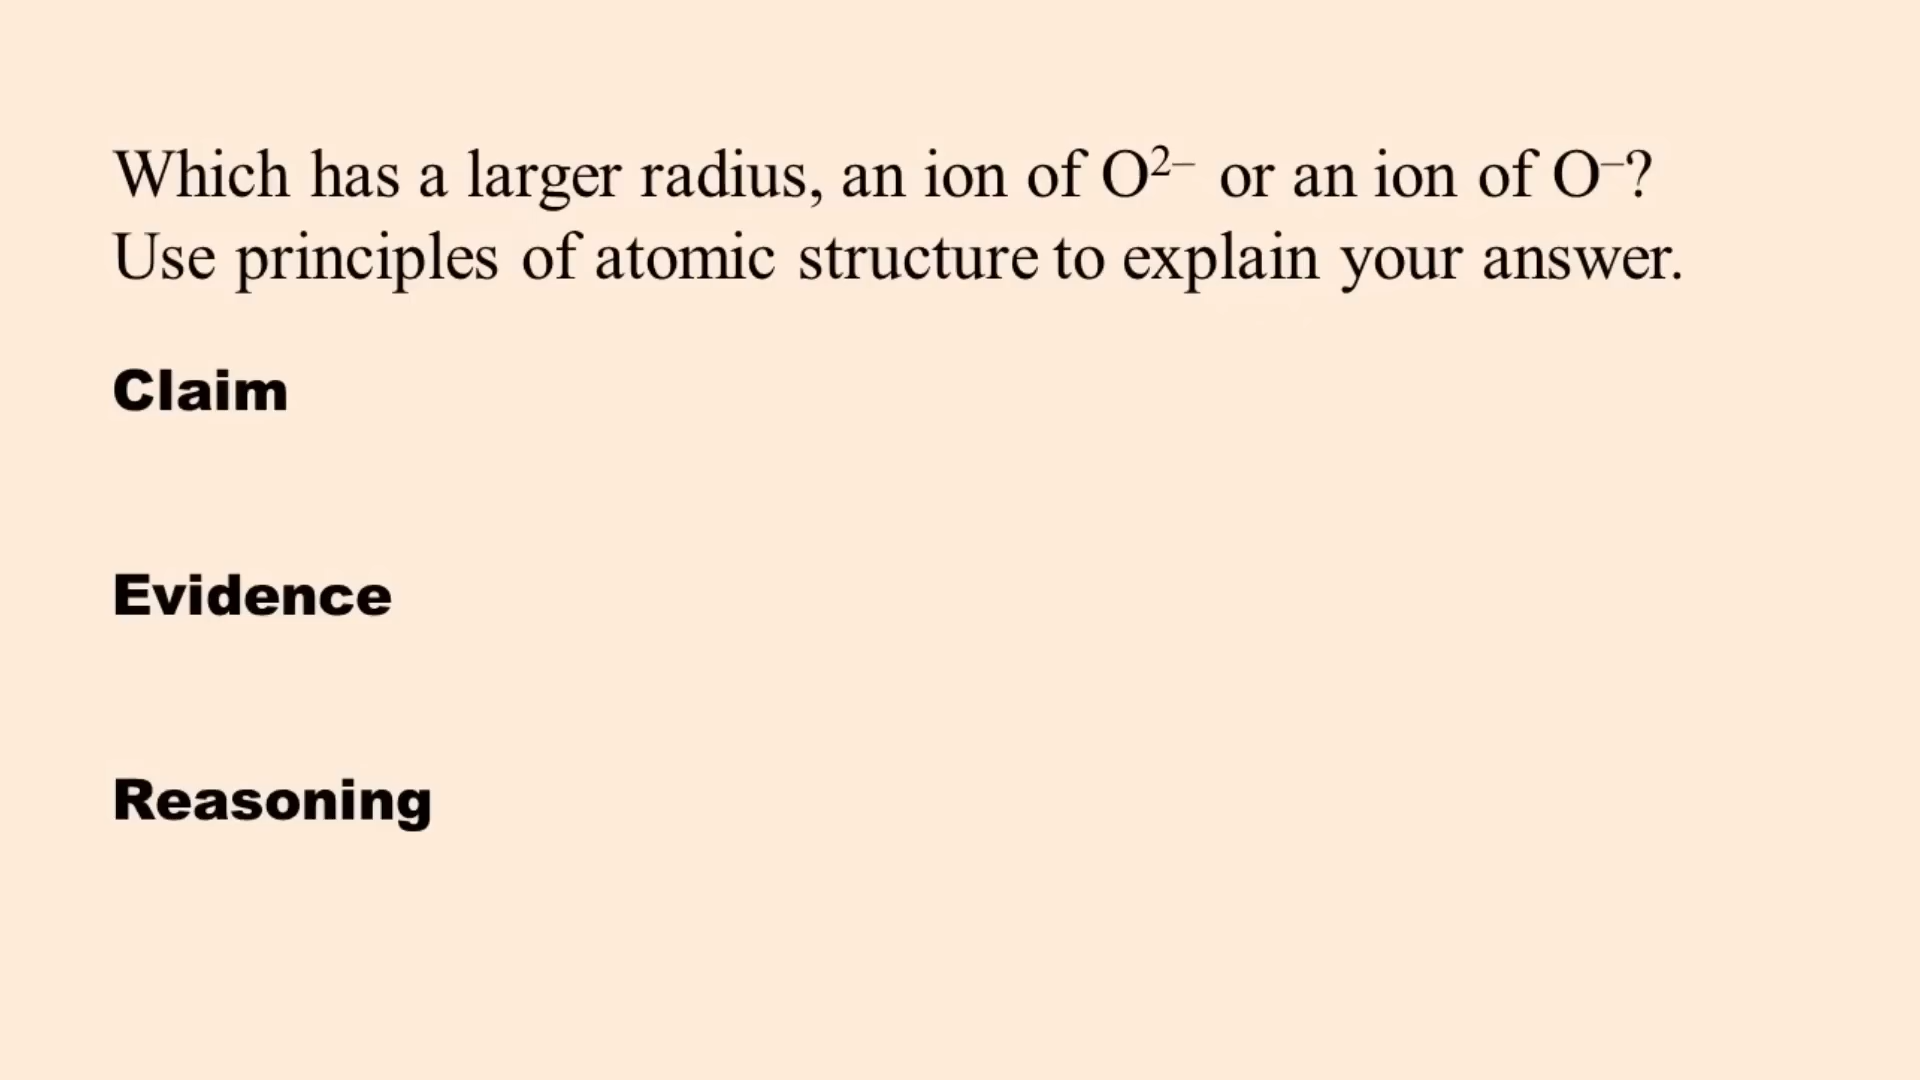 Which has a larger radius, an ion of O²⁻ or an ion of O⁻?
Use principles of atomic structure to explain your answer.
Claim
Evidence
Reasoning